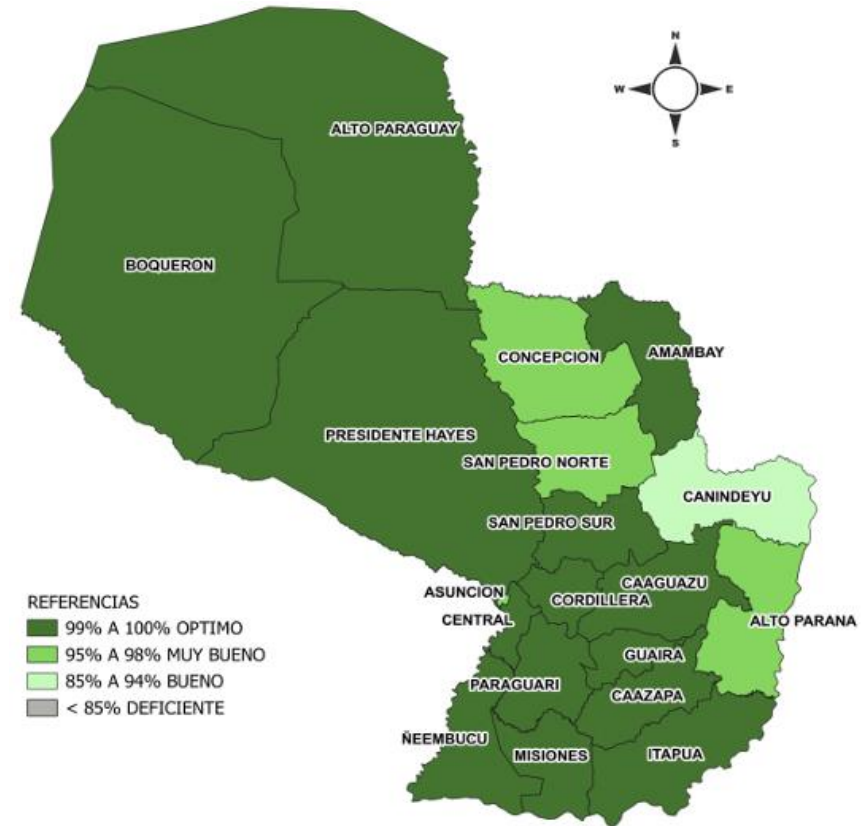 N
W E
S
ALTO PARAGUAY
BOQUERON
CONCEPCION
AMAMBAY
PRESIDENTE HAYES
SAN PEDRO NORTE
CANINDEYU
SAN PEDRO SUR
ASUNCION
CAAGUAZU
CORDILLERA
CENTRAL
ALTO PARANA
GUAIRA
PARAGUARI
CAAZAPA
ÑEEMBUCU
MISIONES
ITAPUA
REFERENCIAS
99% A 100% OPTIMO
95% A 98% MUY BUENO
85% A 94% BUENO
< 85% DEFICIENTE